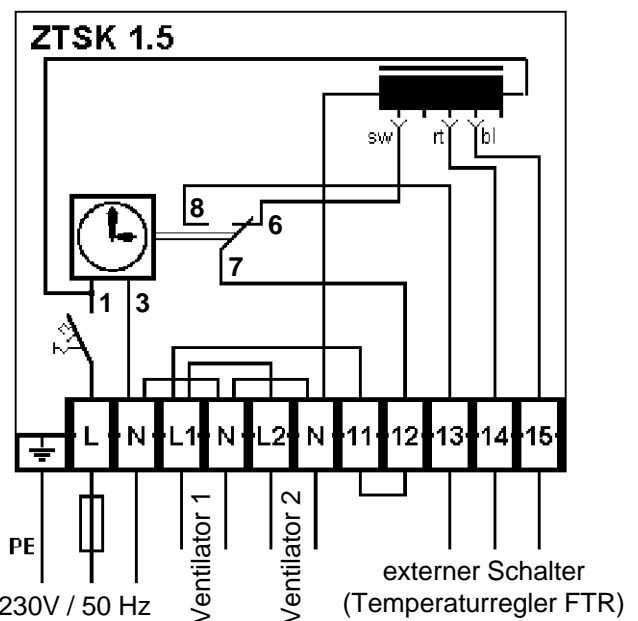 ZTSK 1.5
sw rt bl
8
6
7
1 3
L N L1 N L2 N 11 12 13 14 15
PE
Ventilator 1
Ventilator 2
externer Schalter
230V / 50 Hz
(Temperaturregler FTR)